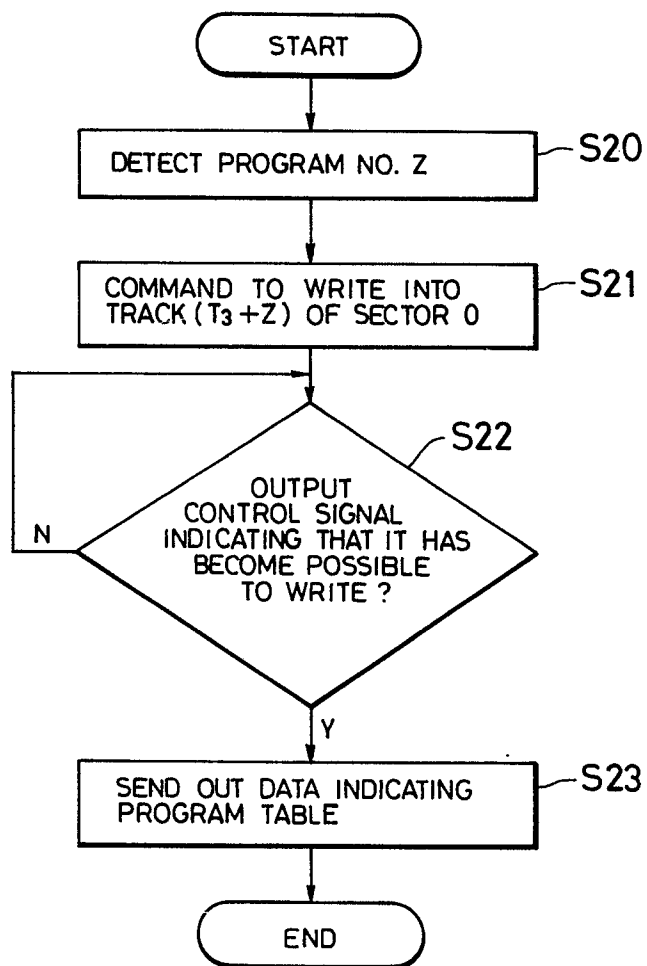 START
DETECT PROGRAM NO. Z
S20
COMMAND TO WRITE INTO
TRACK (T₃+Z) OF SECTOR 0
S21
S22
OUTPUT
CONTROL SIGNAL
INDICATING THAT IT HAS
BECOME POSSIBLE
TO WRITE ?
N
Y
SEND OUT DATA INDICATING
PROGRAM TABLE
S23
END